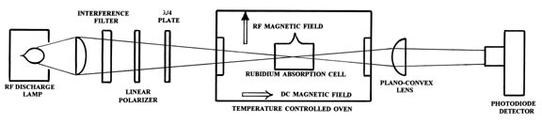 INTERFERENCE
FILTER
λ/4
PLATE
RF MAGNETIC FIELD
RF DISCHARGE
LAMP
LINEAR
POLARIZER
RUBIDIUM ABSORPTION CELL
DC MAGNETIC FIELD
TEMPERATURE CONTROLLED OVEN
PLANO-CONVEX
LENS
PHOTODIODE
DETECTOR